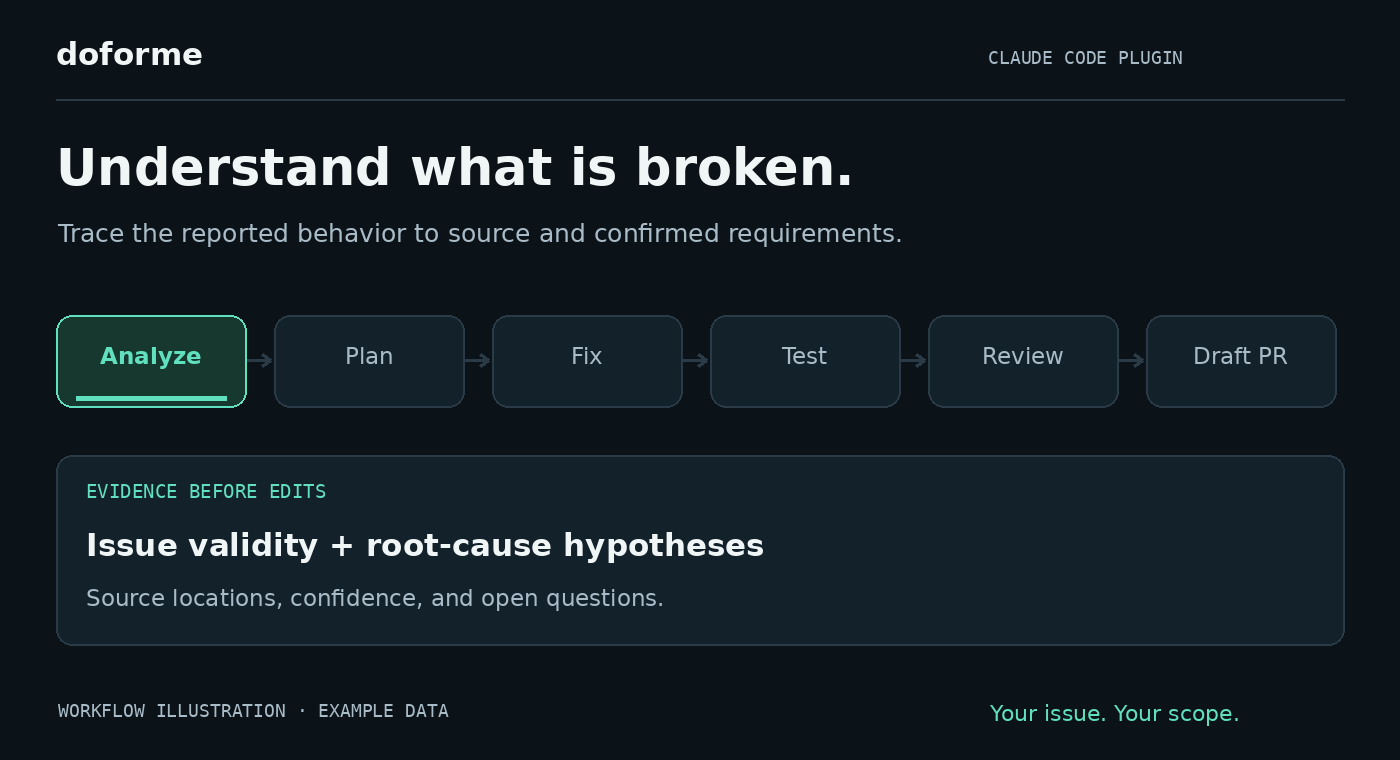 doforme
CLAUDE CODE PLUGIN
Understand what is broken.
Trace the reported behavior to source and confirmed requirements.
Analyze
Plan
Fix
Test
Review
Draft PR
EVIDENCE BEFORE EDITS
Issue validity + root-cause hypotheses
Source locations, confidence, and open questions.
WORKFLOW ILLUSTRATION · EXAMPLE DATA
Your issue. Your scope.